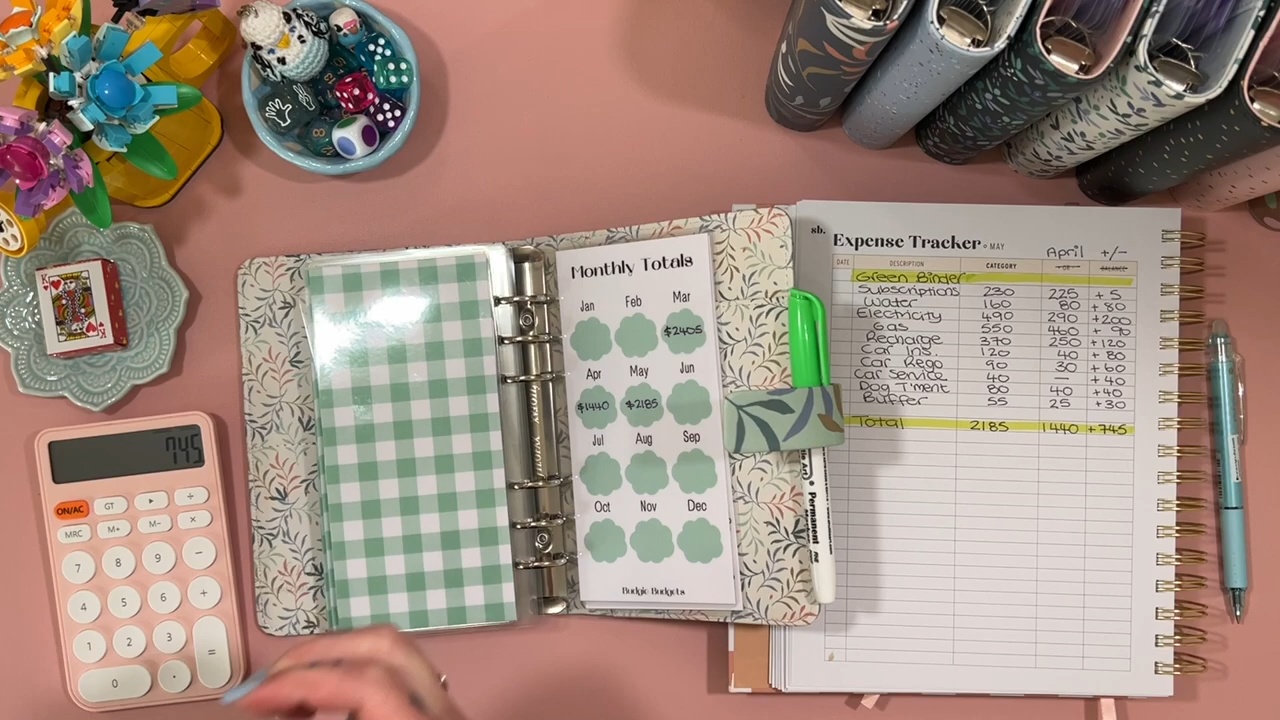 sb. Expense Tracker • MAY
April +/-
DATE DESCRIPTION CATEGORY
Green Binder
Subscriptions 230 225 +5
Water 160 80 +80
Electricity 490 290 +200
Gas 550 460 + 90
Recharge 370 250 +120
Car Ins. 120 40 + 80
Car Rego 90 30 +60
Car Service 40 — +40
Dog T'ment 80 40 +40
Buffer 55 25 +30
Total 2185 1440 +745
Monthly Totals
Jan Feb Mar
$2405
Apr May Jun
$1440 $2185
Jul Aug Sep
Oct Nov Dec
Budgie Budgets
Permanent
745
ON/AC GT ▶ ÷
MRC M+ M− ×
7 8 9 −
4 5 6 +
1 2 3 =
0 •
K